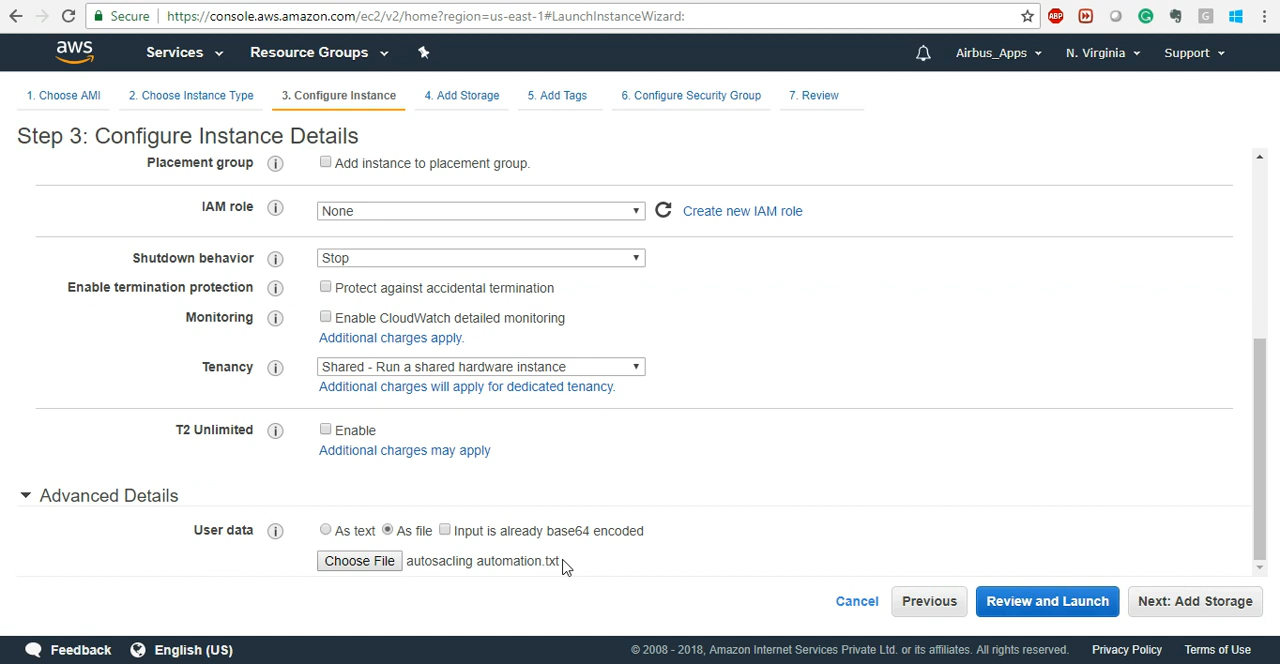 Secure https://console.aws.amazon.com/ec2/v2/home?region=us-east-1#LaunchInstanceWizard:
ABP G G
aws Services Resource Groups Airbus_Apps N. Virginia Support
1. Choose AMI 2. Choose Instance Type 3. Configure Instance 4. Add Storage 5. Add Tags 6. Configure Security Group 7. Review
Step 3: Configure Instance Details
Placement group i Add instance to placement group.
IAM role i None Create new IAM role
Shutdown behavior i Stop
Enable termination protection i Protect against accidental termination
Monitoring i Enable CloudWatch detailed monitoring
Additional charges apply.
Tenancy i Shared - Run a shared hardware instance
Additional charges will apply for dedicated tenancy.
T2 Unlimited i Enable
Additional charges may apply
Advanced Details
User data i As text As file Input is already base64 encoded
Choose File autosacling automation.txt
Cancel Previous Review and Launch Next: Add Storage
Feedback English (US) © 2008 - 2018, Amazon Internet Services Private Ltd. or its affiliates. All rights reserved. Privacy Policy Terms of Use